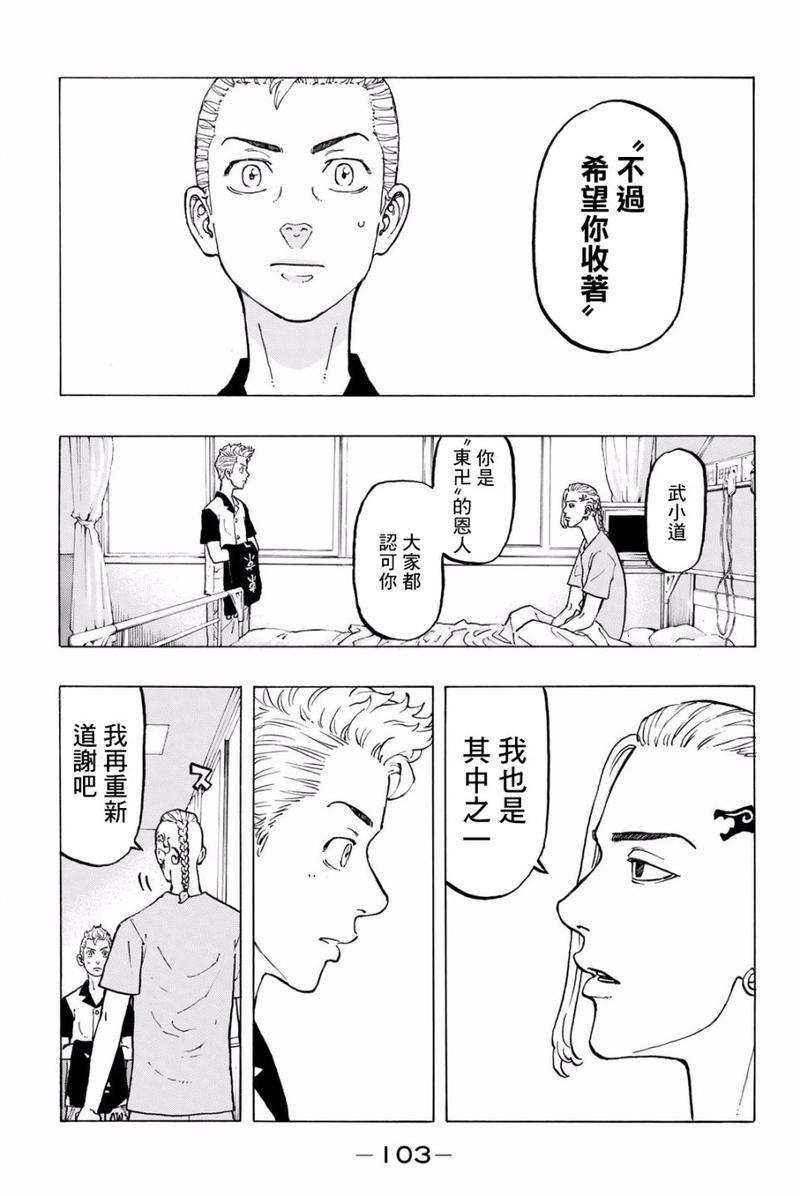 〝不過
希望你收著〞
武小道
你是
〝東卍〞的恩人
大家都
認可你
我也是
其中之一
我再重新
道謝吧
ス
-103-